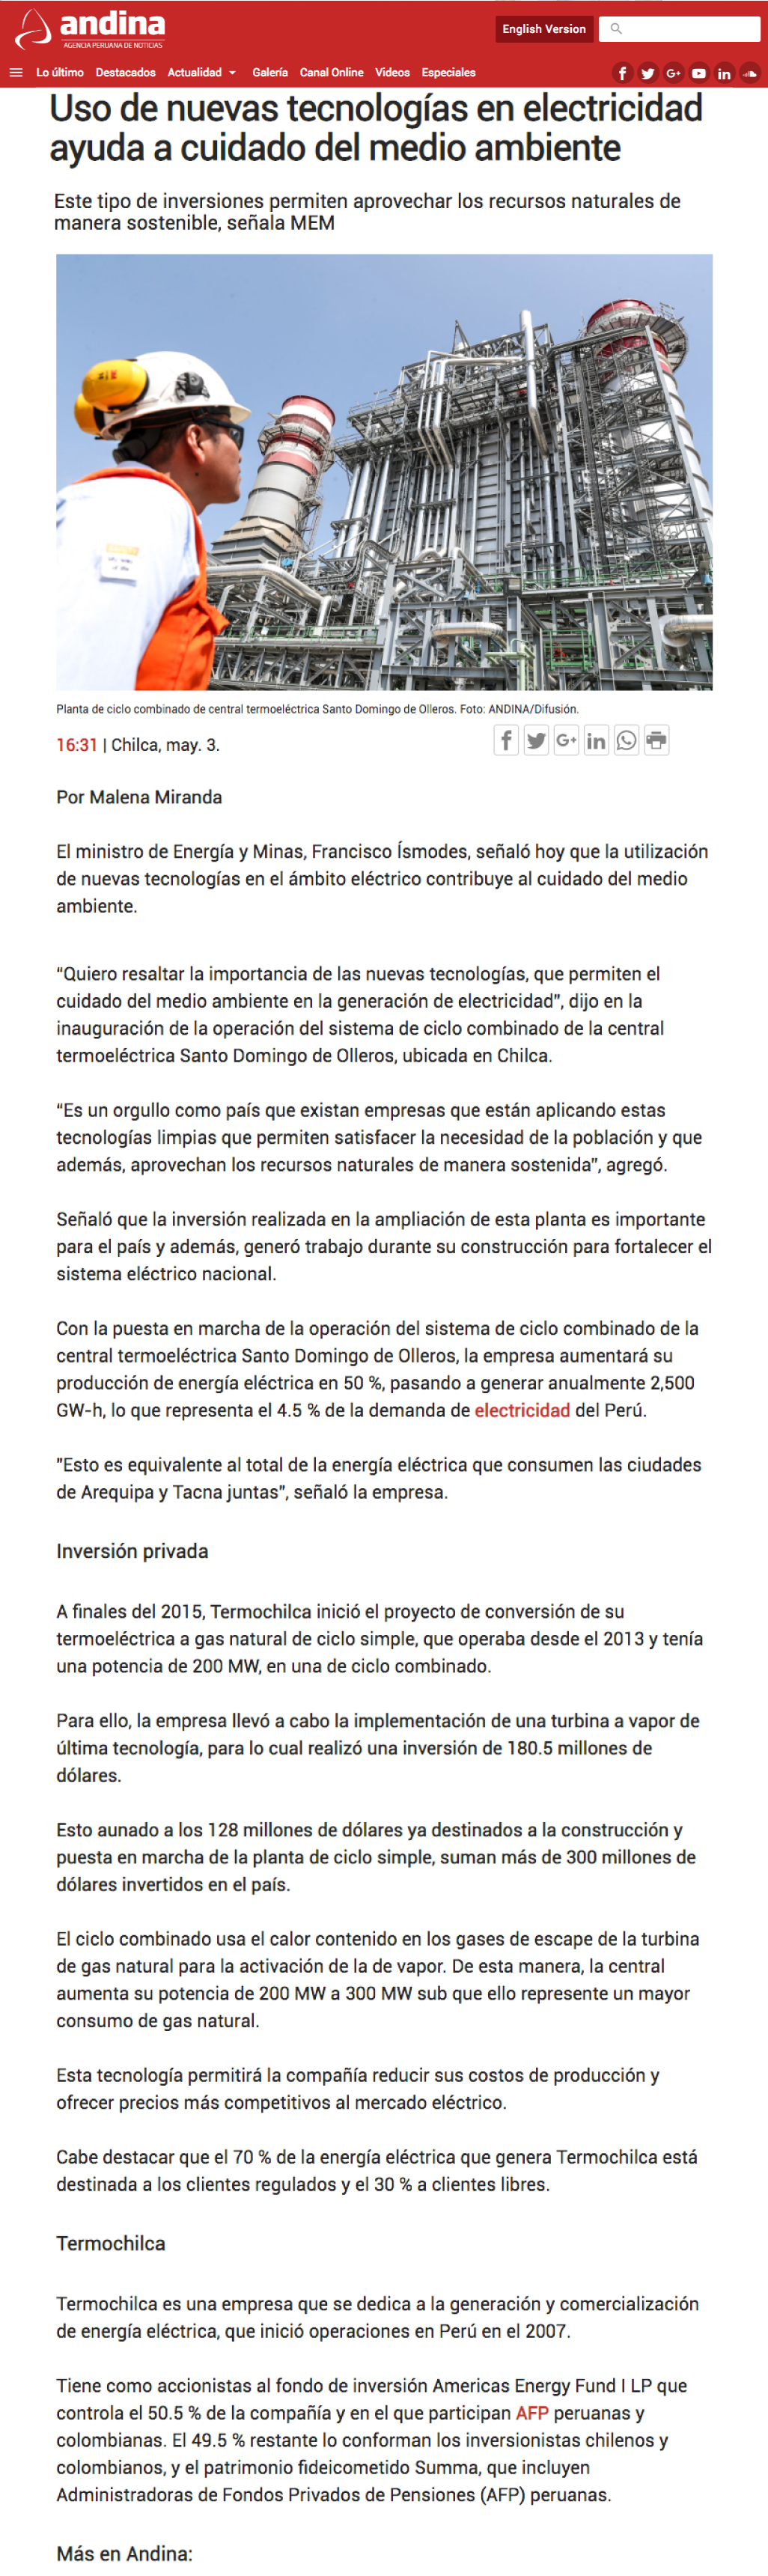 andina
AGENCIA PERUANA DE NOTICIAS
English Version
Lo último Destacados Actualidad Galería Canal Online Videos Especiales
Uso de nuevas tecnologías en electricidad
ayuda a cuidado del medio ambiente
Este tipo de inversiones permiten aprovechar los recursos naturales de
manera sostenible, señala MEM
Planta de ciclo combinado de central termoeléctrica Santo Domingo de Olleros. Foto: ANDINA/Difusión.
16:31 | Chilca, may. 3.
Por Malena Miranda
El ministro de Energía y Minas, Francisco Ísmodes, señaló hoy que la utilización
de nuevas tecnologías en el ámbito eléctrico contribuye al cuidado del medio
ambiente.
“Quiero resaltar la importancia de las nuevas tecnologías, que permiten el
cuidado del medio ambiente en la generación de electricidad”, dijo en la
inauguración de la operación del sistema de ciclo combinado de la central
termoeléctrica Santo Domingo de Olleros, ubicada en Chilca.
“Es un orgullo como país que existan empresas que están aplicando estas
tecnologías limpias que permiten satisfacer la necesidad de la población y que
además, aprovechan los recursos naturales de manera sostenida”, agregó.
Señaló que la inversión realizada en la ampliación de esta planta es importante
para el país y además, generó trabajo durante su construcción para fortalecer el
sistema eléctrico nacional.
Con la puesta en marcha de la operación del sistema de ciclo combinado de la
central termoeléctrica Santo Domingo de Olleros, la empresa aumentará su
producción de energía eléctrica en 50 %, pasando a generar anualmente 2,500
GW-h, lo que representa el 4.5 % de la demanda de electricidad del Perú.
"Esto es equivalente al total de la energía eléctrica que consumen las ciudades
de Arequipa y Tacna juntas”, señaló la empresa.
Inversión privada
A finales del 2015, Termochilca inició el proyecto de conversión de su
termoeléctrica a gas natural de ciclo simple, que operaba desde el 2013 y tenía
una potencia de 200 MW, en una de ciclo combinado.
Para ello, la empresa llevó a cabo la implementación de una turbina a vapor de
última tecnología, para lo cual realizó una inversión de 180.5 millones de
dólares.
Esto aunado a los 128 millones de dólares ya destinados a la construcción y
puesta en marcha de la planta de ciclo simple, suman más de 300 millones de
dólares invertidos en el país.
El ciclo combinado usa el calor contenido en los gases de escape de la turbina
de gas natural para la activación de la de vapor. De esta manera, la central
aumenta su potencia de 200 MW a 300 MW sub que ello represente un mayor
consumo de gas natural.
Esta tecnología permitirá la compañía reducir sus costos de producción y
ofrecer precios más competitivos al mercado eléctrico.
Cabe destacar que el 70 % de la energía eléctrica que genera Termochilca está
destinada a los clientes regulados y el 30 % a clientes libres.
Termochilca
Termochilca es una empresa que se dedica a la generación y comercialización
de energía eléctrica, que inició operaciones en Perú en el 2007.
Tiene como accionistas al fondo de inversión Americas Energy Fund I LP que
controla el 50.5 % de la compañía y en el que participan AFP peruanas y
colombianas. El 49.5 % restante lo conforman los inversionistas chilenos y
colombianos, y el patrimonio fideicometido Summa, que incluyen
Administradoras de Fondos Privados de Pensiones (AFP) peruanas.
Más en Andina: